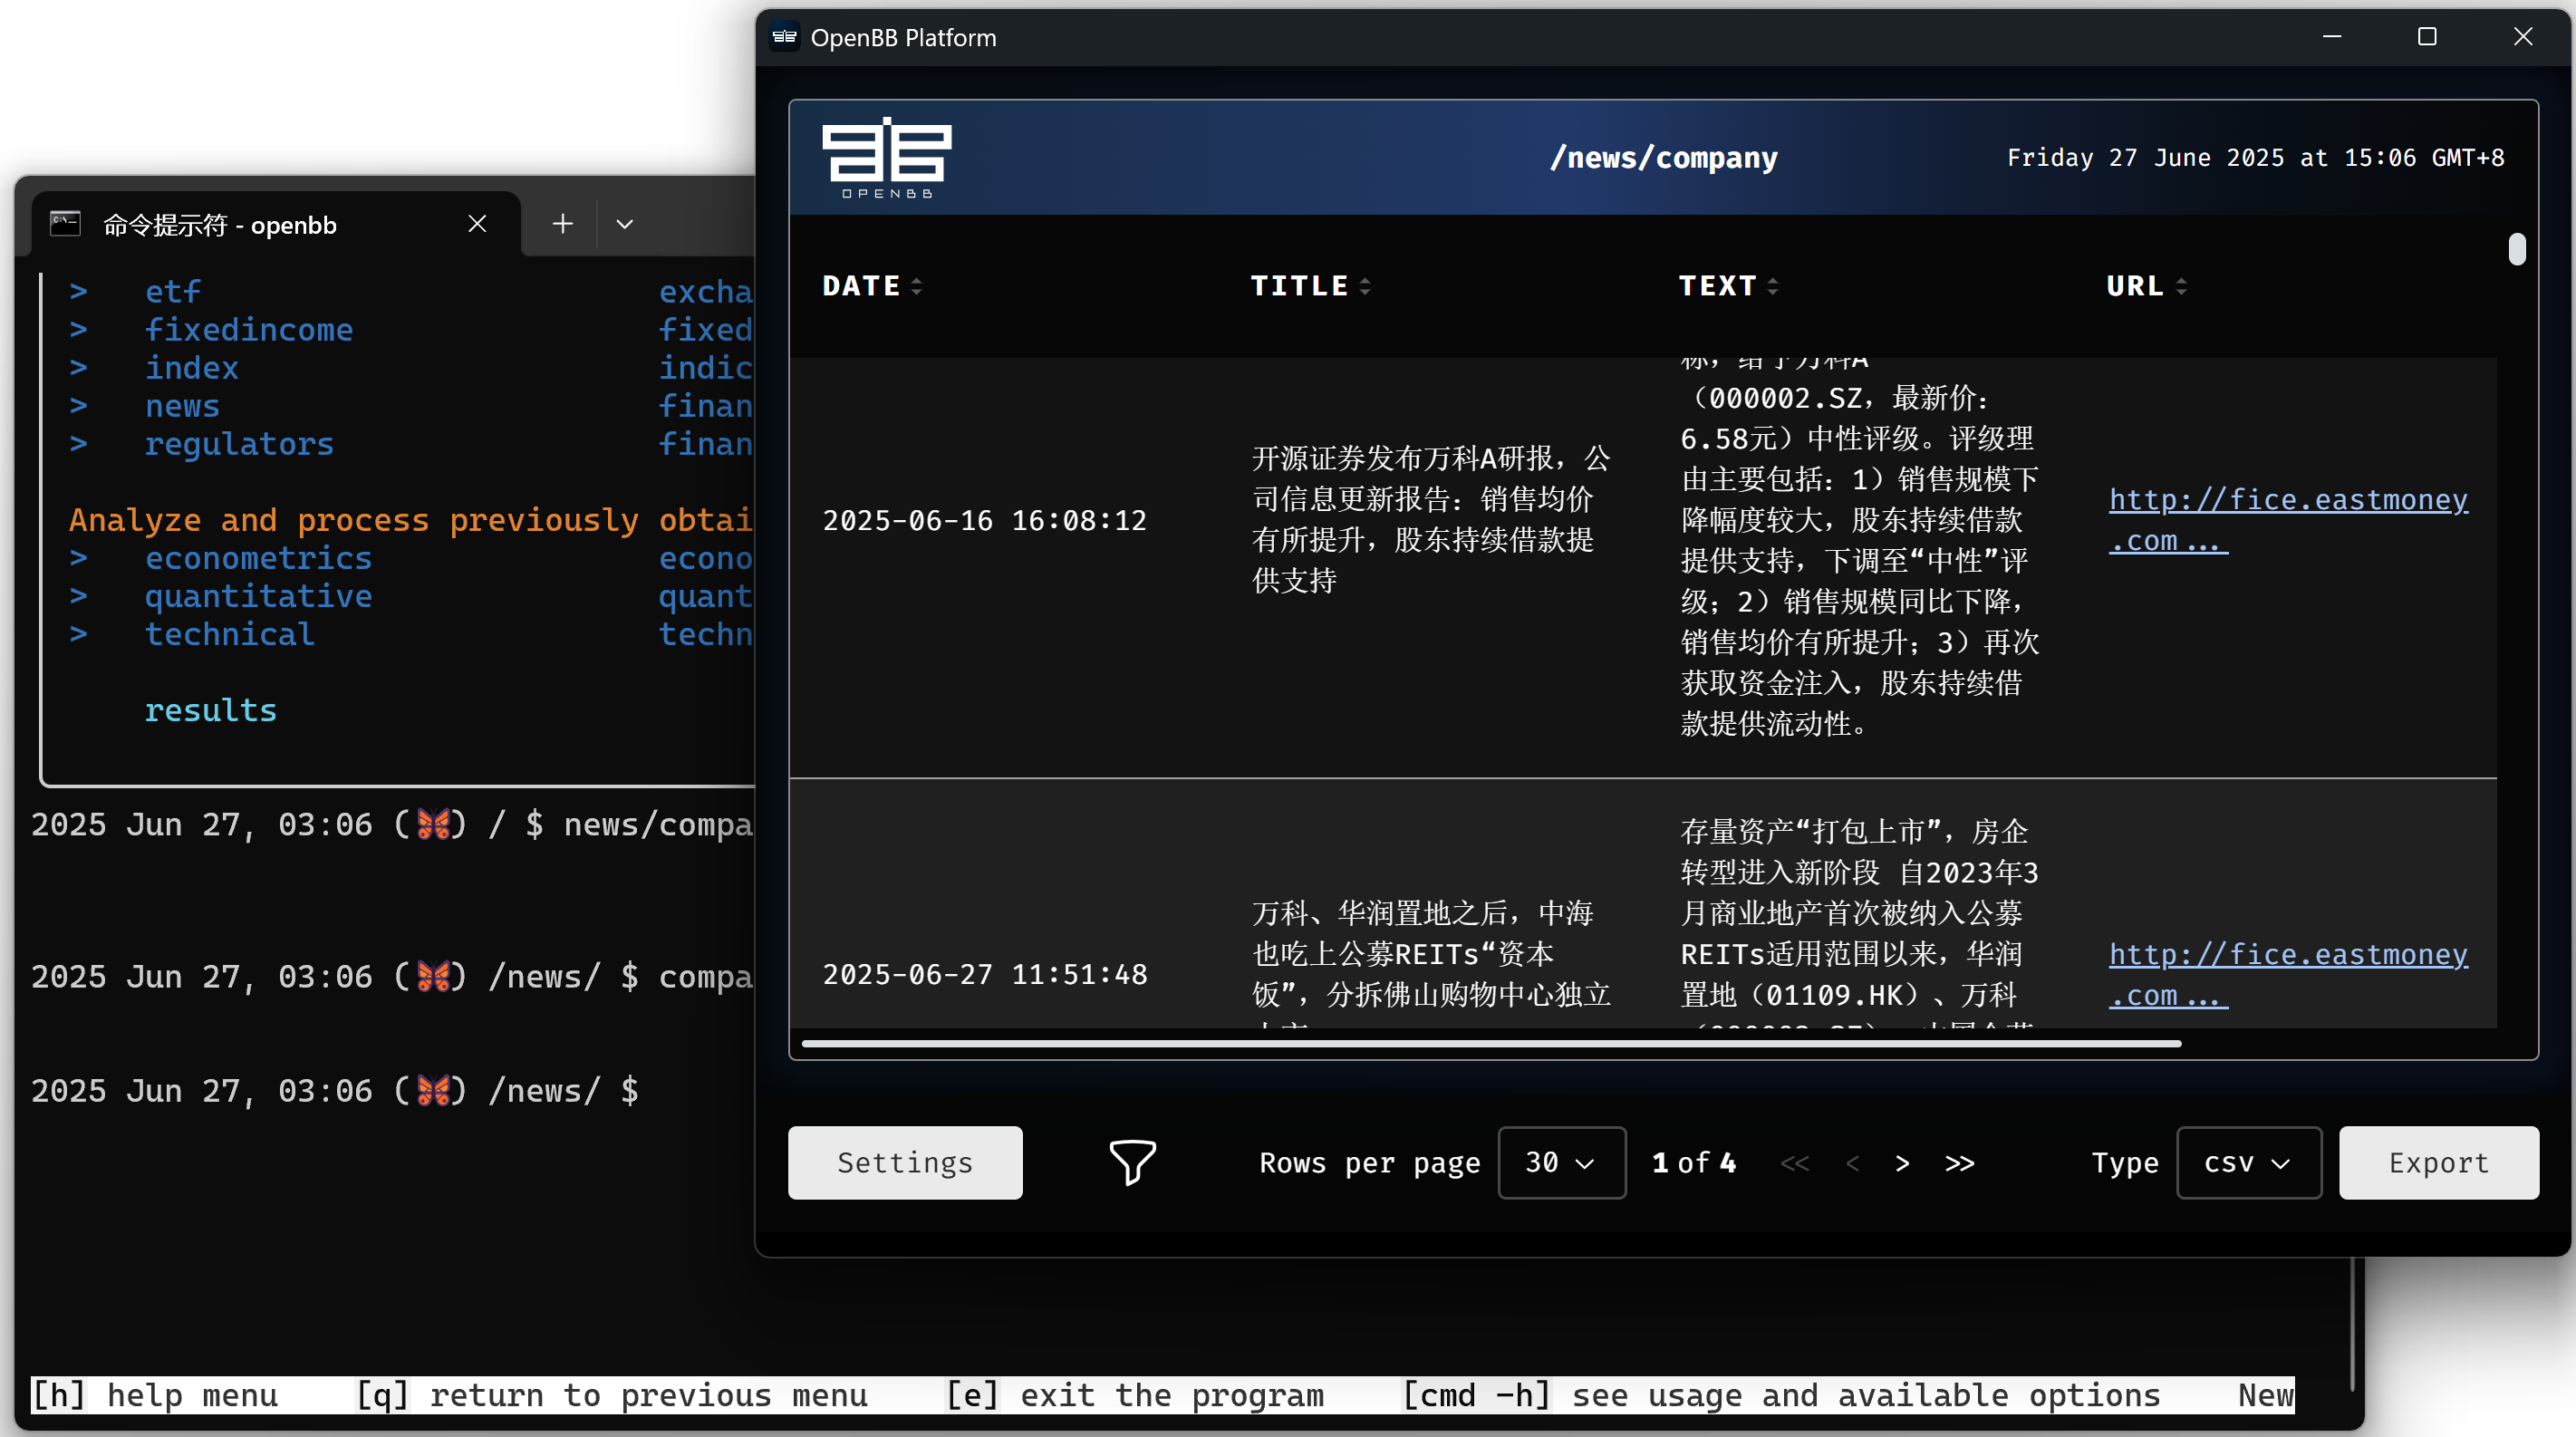 OpenBB Platform
OPENBB
/news/company
Friday 27 June 2025 at 15:06 GMT+8
DATE
TITLE
TEXT
URL
2025-06-16 16:08:12
开源证券发布万科A研报，公
司信息更新报告：销售均价
有所提升，股东持续借款提
供支持
称，给予万科A
（000002.SZ，最新价：
6.58元）中性评级。评级理
由主要包括：1）销售规模下
降幅度较大，股东持续借款
提供支持，下调至“中性”评
级；2）销售规模同比下降，
销售均价有所提升；3）再次
获取资金注入，股东持续借
款提供流动性。
http://fice.eastmoney
.com...
2025-06-27 11:51:48
万科、华润置地之后，中海
也吃上公募REITs“资本
饭”，分拆佛山购物中心独立
存量资产“打包上市”，房企
转型进入新阶段 自2023年3
月商业地产首次被纳入公募
REITs适用范围以来，华润
置地（01109.HK）、万科
http://fice.eastmoney
.com...
Settings
Rows per page
30
1 of 4
<<
<
>
>>
Type
csv
Export
命令提示符 - openbb
> etf excha
> fixedincome fixed
> index indic
> news finan
> regulators finan
Analyze and process previously obtai
> econometrics econo
> quantitative quant
> technical techn
results
2025 Jun 27, 03:06 (🦋) / $ news/compa
2025 Jun 27, 03:06 (🦋) /news/ $ compa
2025 Jun 27, 03:06 (🦋) /news/ $
[h] help menu [q] return to previous menu [e] exit the program [cmd -h] see usage and available options New